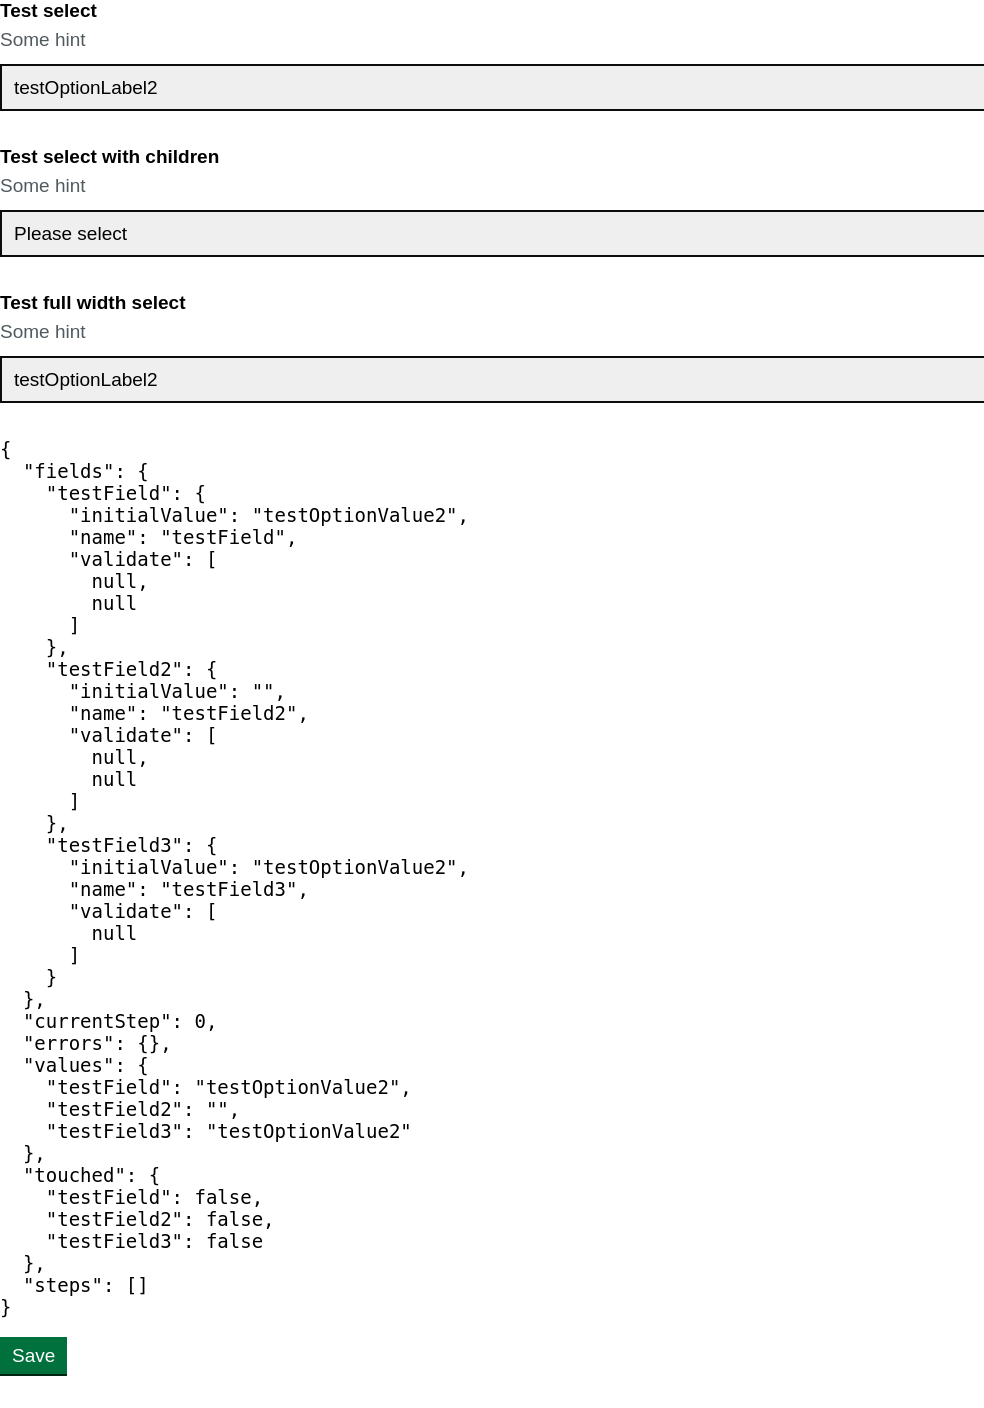 Test select
Some hint
testOptionLabel2
Test select with children
Some hint
Please select
Test full width select
Some hint
testOptionLabel2
{
  "fields": {
    "testField": {
      "initialValue": "testOptionValue2",
      "name": "testField",
      "validate": [
        null,
        null
      ]
    },
    "testField2": {
      "initialValue": "",
      "name": "testField2",
      "validate": [
        null,
        null
      ]
    },
    "testField3": {
      "initialValue": "testOptionValue2",
      "name": "testField3",
      "validate": [
        null
      ]
    }
  },
  "currentStep": 0,
  "errors": {},
  "values": {
    "testField": "testOptionValue2",
    "testField2": "",
    "testField3": "testOptionValue2"
  },
  "touched": {
    "testField": false,
    "testField2": false,
    "testField3": false
  },
  "steps": []
}
Save